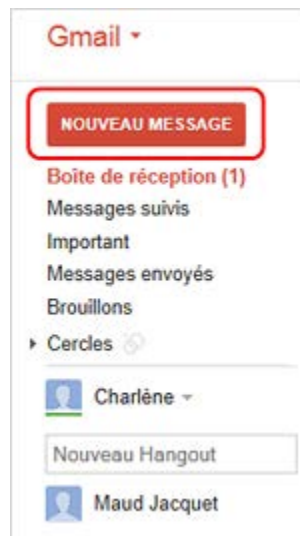 Gmail
NOUVEAU MESSAGE
Boîte de réception (1)
Messages suivis
Important
Messages envoyés
Brouillons
Cercles
Charlène
Nouveau Hangout
Maud Jacquet